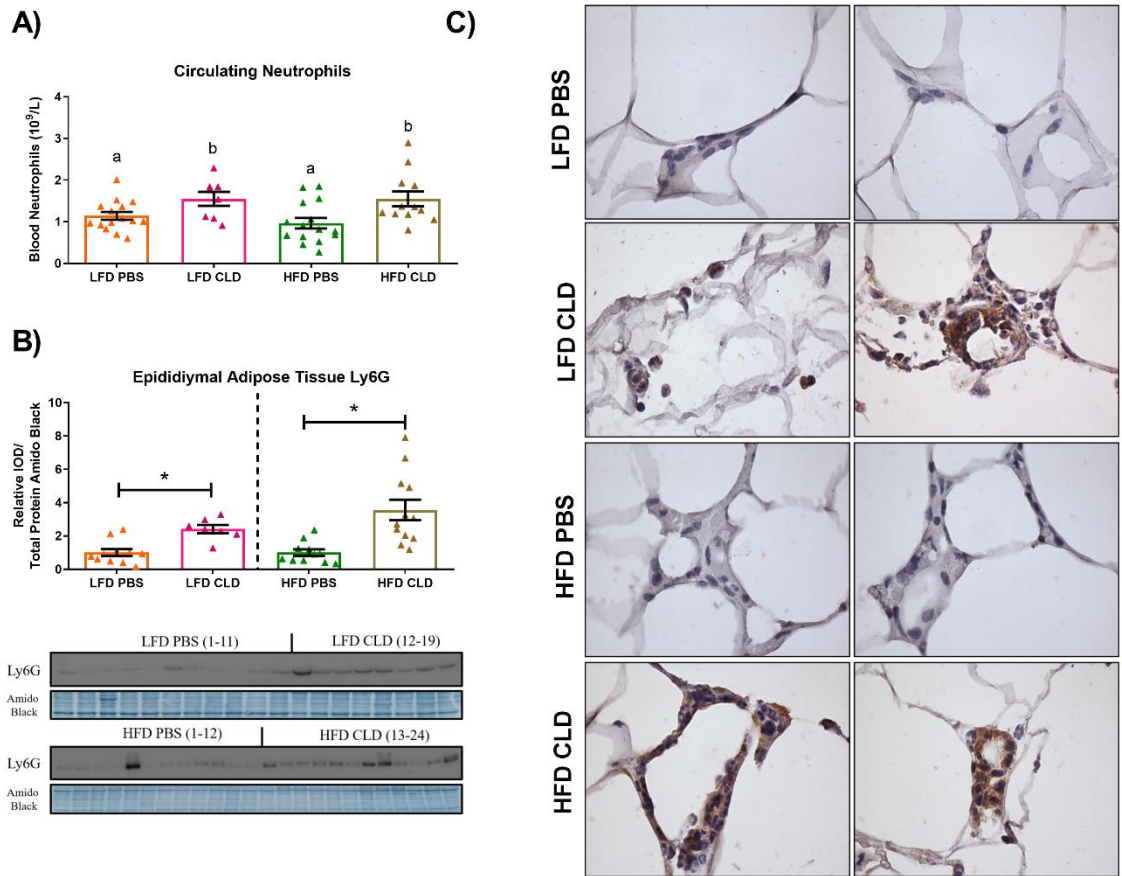 A)
Circulating Neutrophils
Blood Neutrophils (10⁹/L)
4
3
2
1
0
a
b
a
b
LFD PBS
LFD CLD
HFD PBS
HFD CLD
B)
Epididiymal Adipose Tissue Ly6G
Relative IOD/
Total Protein Amido Black
10
8
6
4
2
0
*
*
LFD PBS
LFD CLD
HFD PBS
HFD CLD
LFD PBS (1-11)
LFD CLD (12-19)
Ly6G
Amido
Black
HFD PBS (1-12)
HFD CLD (13-24)
Ly6G
Amido
Black
C)
LFD PBS
LFD CLD
HFD PBS
HFD CLD